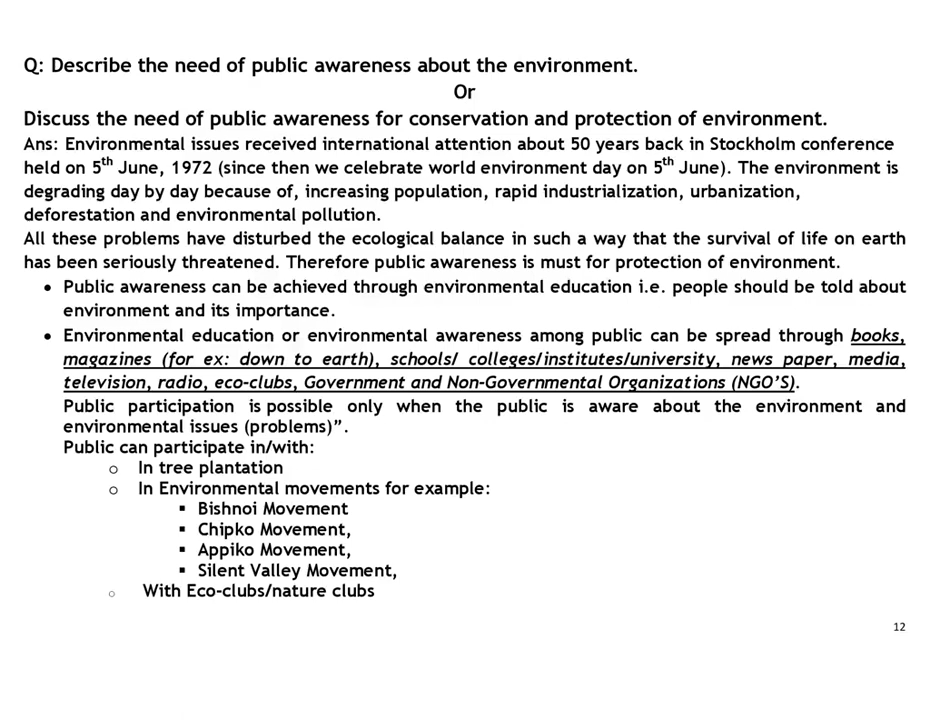 Q: Describe the need of public awareness about the environment.
Or
Discuss the need of public awareness for conservation and protection of environment.
Ans: Environmental issues received international attention about 50 years back in Stockholm conference
held on 5th June, 1972 (since then we celebrate world environment day on 5th June). The environment is
degrading day by day because of, increasing population, rapid industrialization, urbanization,
deforestation and environmental pollution.
All these problems have disturbed the ecological balance in such a way that the survival of life on earth
has been seriously threatened. Therefore public awareness is must for protection of environment.
• Public awareness can be achieved through environmental education i.e. people should be told about
environment and its importance.
• Environmental education or environmental awareness among public can be spread through books,
magazines (for ex: down to earth), schools/ colleges/institutes/university, news paper, media,
television, radio, eco-clubs, Government and Non-Governmental Organizations (NGO’S).
Public participation is possible only when the public is aware about the environment and
environmental issues (problems)”.
Public can participate in/with:
o In tree plantation
o In Environmental movements for example:
▪ Bishnoi Movement
▪ Chipko Movement,
▪ Appiko Movement,
▪ Silent Valley Movement,
o With Eco-clubs/nature clubs
12